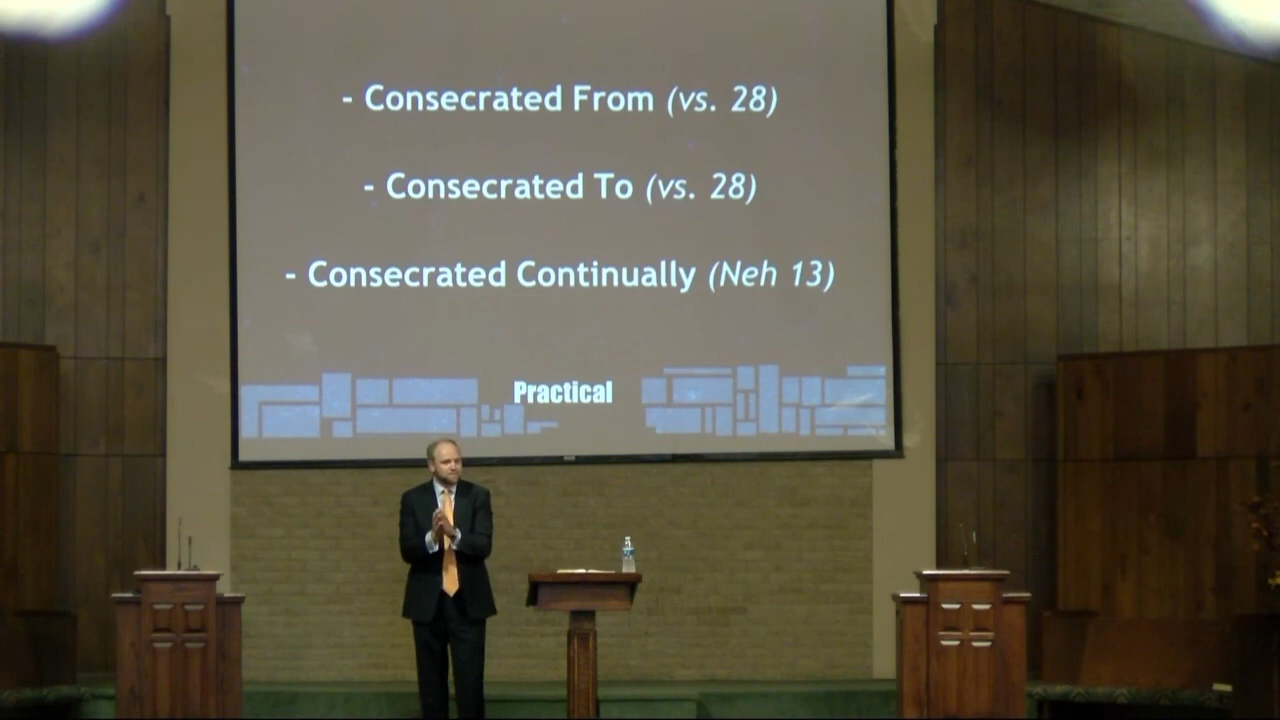 - Consecrated From (vs. 28)
- Consecrated To (vs. 28)
- Consecrated Continually (Neh 13)
Practical